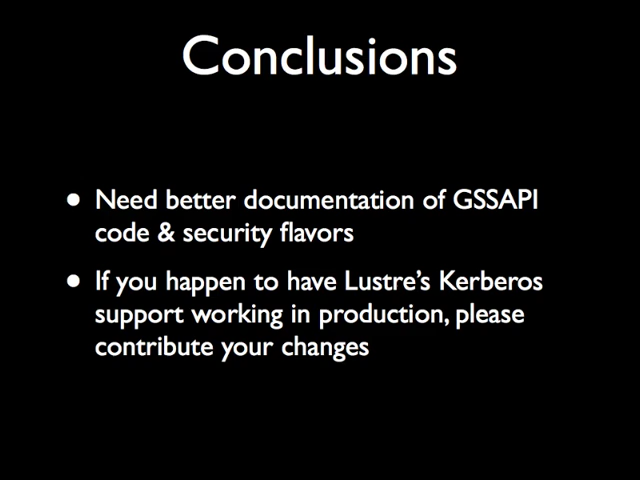 Conclusions
• Need better documentation of GSSAPI
code & security flavors
• If you happen to have Lustre’s Kerberos
support working in production, please
contribute your changes